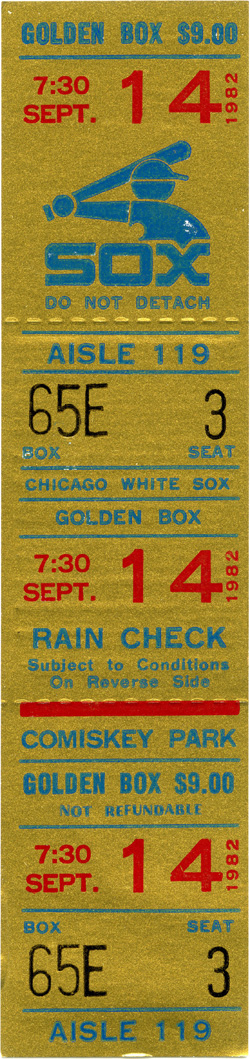 GOLDEN BOX $9.00
7:30
SEPT. 14 1982
SOX
DO NOT DETACH
AISLE 119
65E 3
BOX SEAT
CHICAGO WHITE SOX
GOLDEN BOX
7:30
SEPT. 14 1982
RAIN CHECK
Subject to Conditions
On Reverse Side
COMISKEY PARK
GOLDEN BOX $9.00
NOT REFUNDABLE
7:30
SEPT. 14 1982
BOX SEAT
65E 3
AISLE 119